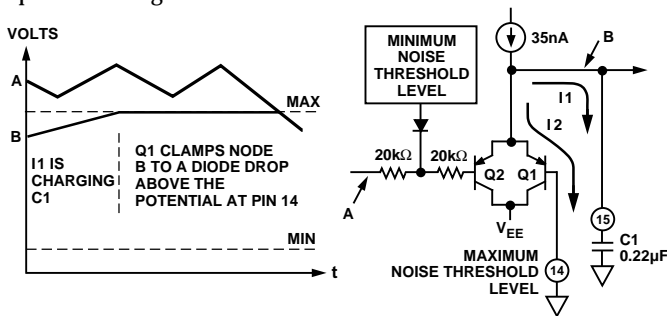 VOLTS
A
B
MAX
I1 IS
CHARGING
C1
Q1 CLAMPS NODE
B TO A DIODE DROP
ABOVE THE
POTENTIAL AT PIN 14
MIN
t
MINIMUM
NOISE
THRESHOLD
LEVEL
35nA
B
I1
I2
20kΩ
20kΩ
Q2
Q1
A
VEE
15
C1
0.22μF
MAXIMUM
NOISE THRESHOLD
LEVEL
14